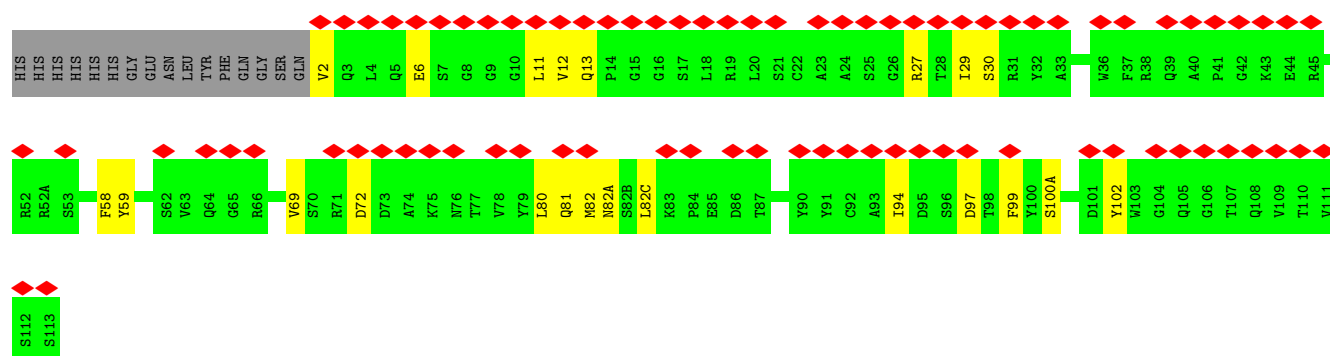 HIS HIS HIS HIS HIS HIS GLY GLU ASN LEU TYR PHE GLN GLY SER GLN V2 Q3 L4 Q5 E6 S7 G8 G9 G10 L11 V12 Q13 P14 G15 G16 S17 L18 R19 L20 S21 C22 A23 A24 S25 G26 R27 T28 I29 S30 R31 Y32 A33 W36 F37 R38 Q39 A40 P41 G42 K43 E44 R45
R52 R52A S53 F58 Y59 S62 V63 Q64 G65 R66 V69 S70 R71 D72 D73 A74 K75 N76 T77 V78 Y79 L80 Q81 M82 N82A S82B L82C K83 P84 E85 D86 T87 Y90 Y91 C92 A93 I94 D95 S96 D97 T98 F99 Y100 S100A D101 Y102 W103 G104 Q105 G106 T107 Q108 V109 T110 V111
S112 S113